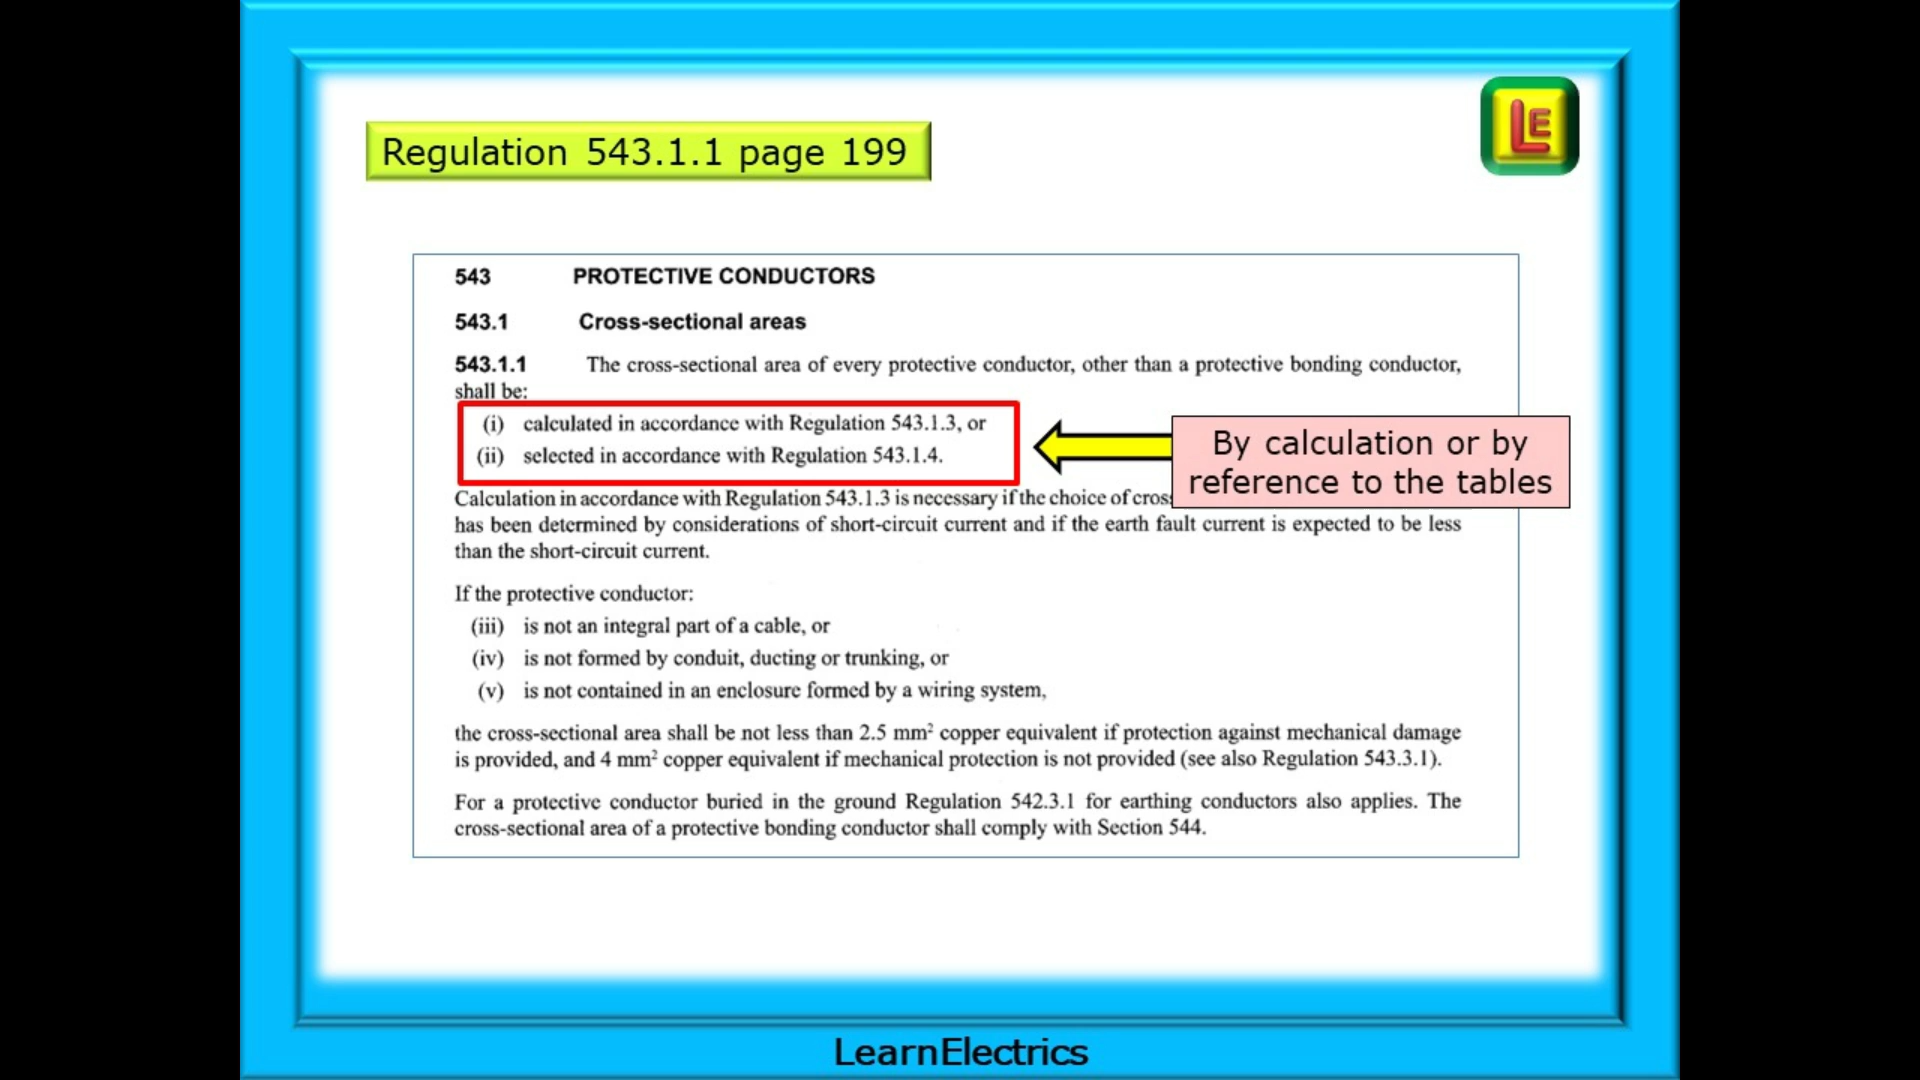 Regulation 543.1.1 page 199
LE
543 PROTECTIVE CONDUCTORS
543.1 Cross-sectional areas
543.1.1 The cross-sectional area of every protective conductor, other than a protective bonding conductor,
shall be:
(i) calculated in accordance with Regulation 543.1.3, or
(ii) selected in accordance with Regulation 543.1.4.
By calculation or by
reference to the tables
Calculation in accordance with Regulation 543.1.3 is necessary if the choice of
has been determined by considerations of short-circuit current and if the earth fault current is expected to be less
than the short-circuit current.
If the protective conductor:
(iii) is not an integral part of a cable, or
(iv) is not formed by conduit, ducting or trunking, or
(v) is not contained in an enclosure formed by a wiring system,
the cross-sectional area shall be not less than 2.5 mm² copper equivalent if protection against mechanical damage
is provided, and 4 mm² copper equivalent if mechanical protection is not provided (see also Regulation 543.3.1).
For a protective conductor buried in the ground Regulation 542.3.1 for earthing conductors also applies. The
cross-sectional area of a protective bonding conductor shall comply with Section 544.
LearnElectrics